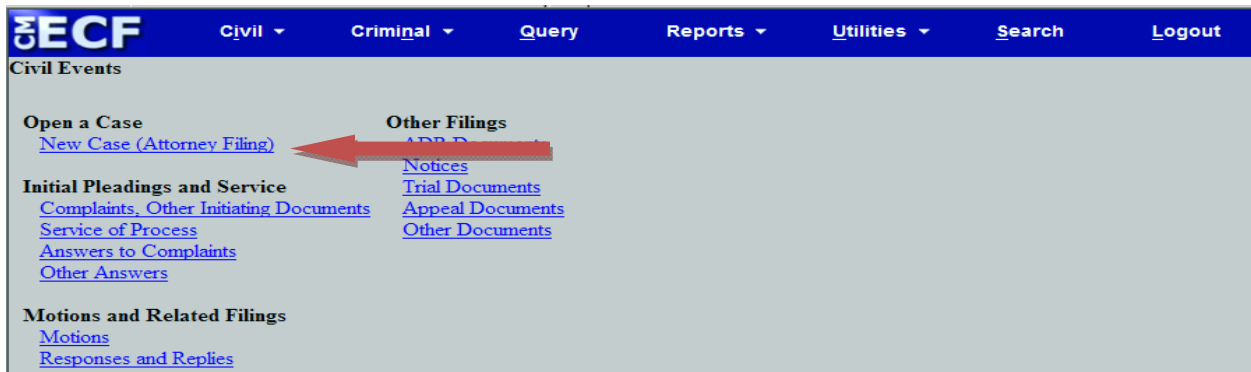 CM ECF Civil Criminal Query Reports Utilities Search Logout
Civil Events
Open a Case
New Case (Attorney Filing)
Initial Pleadings and Service
Complaints, Other Initiating Documents
Service of Process
Answers to Complaints
Other Answers
Motions and Related Filings
Motions
Responses and Replies
Other Filings
Notices
Trial Documents
Appeal Documents
Other Documents